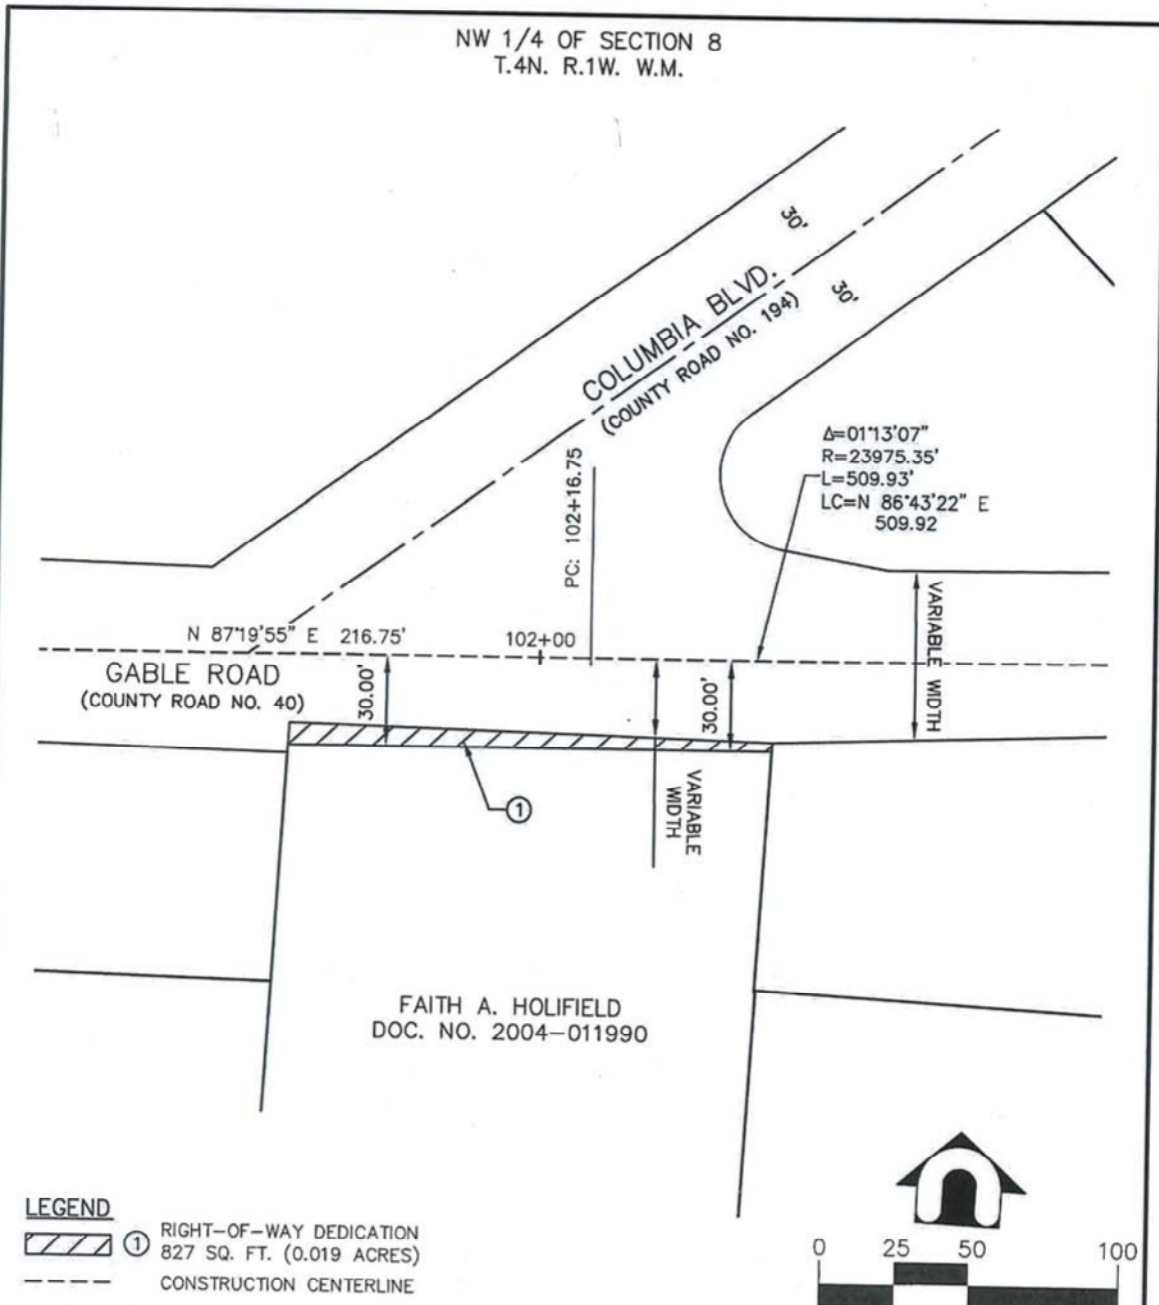 NW 1/4 OF SECTION 8
T.4N. R.1W. W.M.
30'
30'
COLUMBIA BLVD.
(COUNTY ROAD NO. 194)
PC: 102+16.75
Δ=01°13'07"
R=23975.35'
L=509.93'
LC=N 86°43'22" E
509.92
VARIABLE WIDTH
N 87°19'55" E 216.75'
102+00
GABLE ROAD
(COUNTY ROAD NO. 40)
30.00'
30.00'
VARIABLE
WIDTH
1
FAITH A. HOLIFIELD
DOC. NO. 2004-011990
LEGEND
1 RIGHT-OF-WAY DEDICATION
827 SQ. FT. (0.019 ACRES)
CONSTRUCTION CENTERLINE
0 25 50 100